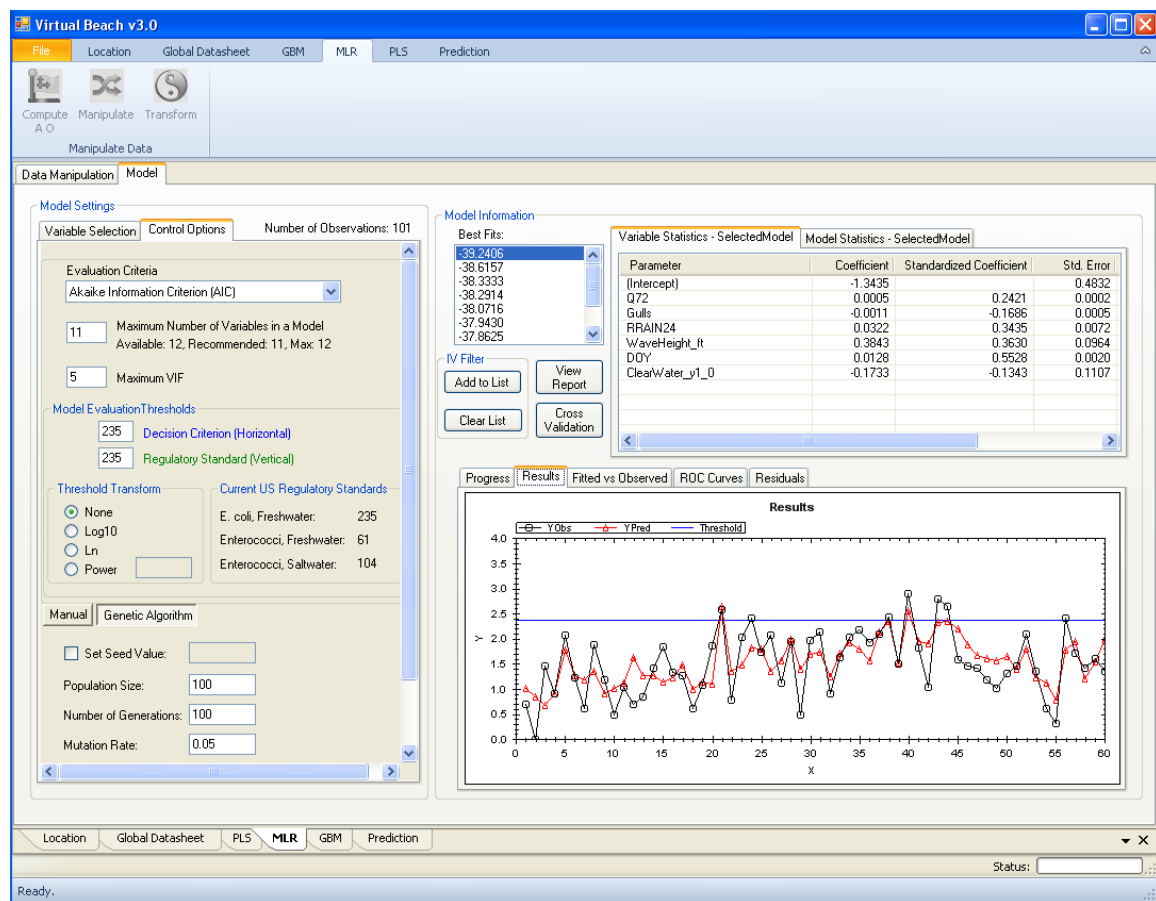 Virtual Beach v3.0
File Location Global Datasheet GBM MLR PLS Prediction
Compute A O Manipulate Transform
Manipulate Data
Data Manipulation Model
Model Settings
Variable Selection Control Options Number of Observations: 101
Evaluation Criteria
Akaike Information Criterion (AIC)
11 Maximum Number of Variables in a Model
Available: 12, Recommended: 11, Max: 12
5 Maximum VIF
Model EvaluationThresholds
235 Decision Criterion (Horizontal)
235 Regulatory Standard (Vertical)
Threshold Transform
None
Log10
Ln
Power
Current US Regulatory Standards
E. coli, Freshwater: 235
Enterococci, Freshwater: 61
Enterococci, Saltwater: 104
Manual Genetic Algorithm
Set Seed Value:
Population Size: 100
Number of Generations: 100
Mutation Rate: 0.05
Model Information
Best Fits:
-39.2406
-38.6157
-38.3333
-38.2914
-38.0716
-37.9430
-37.8625
IV Filter
Add to List
Clear List
View Report
Cross Validation
Variable Statistics - SelectedModel Model Statistics - SelectedModel
Parameter Coefficient Standardized Coefficient Std. Error
(Intercept) -1.3435 0.4832
Q72 0.0005 0.2421 0.0002
Gulls -0.0011 -0.1686 0.0005
RRAIN24 0.0322 0.3435 0.0072
WaveHeight_ft 0.3843 0.3630 0.0964
DOY 0.0128 0.5528 0.0020
ClearWater_y1_0 -0.1733 -0.1343 0.1107
Progress Results Fitted vs Observed ROC Curves Residuals
Results
Y Obs Y Pred Threshold
4.0
3.5
3.0
2.5
2.0
1.5
1.0
0.5
0.0
Y
0 5 10 15 20 25 30 35 40 45 50 55 60
X
Location Global Datasheet PLS MLR GBM Prediction
Status:
Ready.